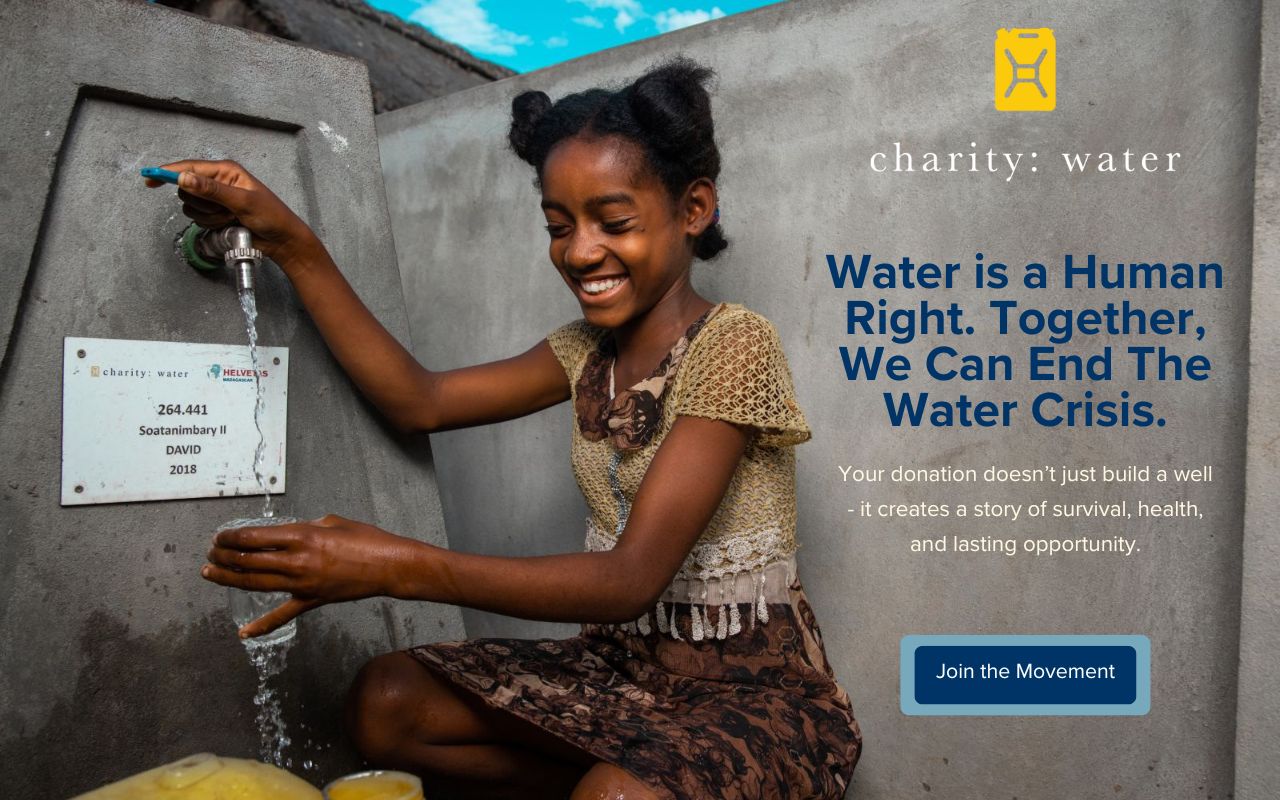 charity: water
Water is a Human
Right. Together,
We Can End The
Water Crisis.
Your donation doesn’t just build a well
- it creates a story of survival, health,
and lasting opportunity.
Join the Movement
charity: water
HELVETAS
MADAGASCAR
264.441
Soatanimbary II
DAVID
2018